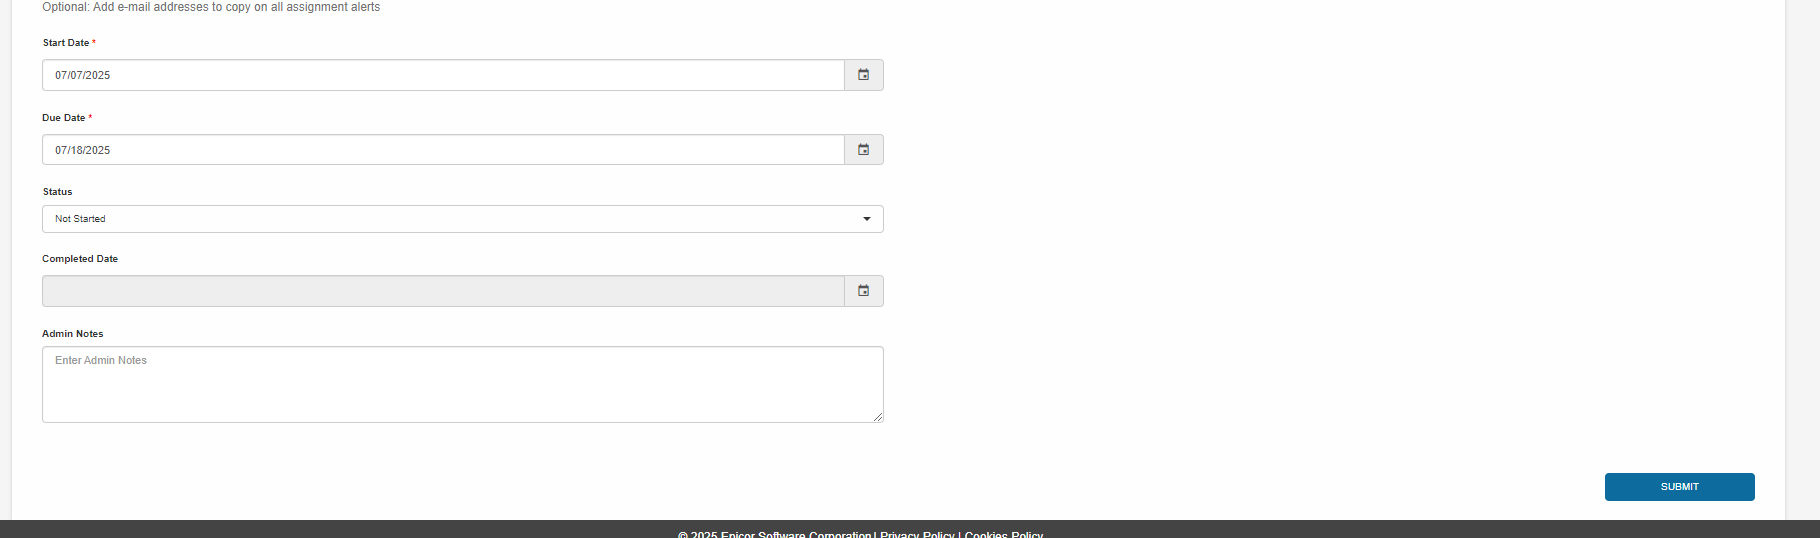 Optional: Add e-mail addresses to copy on all assignment alerts
Start Date *
07/07/2025
Due Date *
07/18/2025
Status
Not Started
Completed Date
Admin Notes
Enter Admin Notes
SUBMIT
© 2025 Epicor Software Corporation | Privacy Policy | Cookies Policy